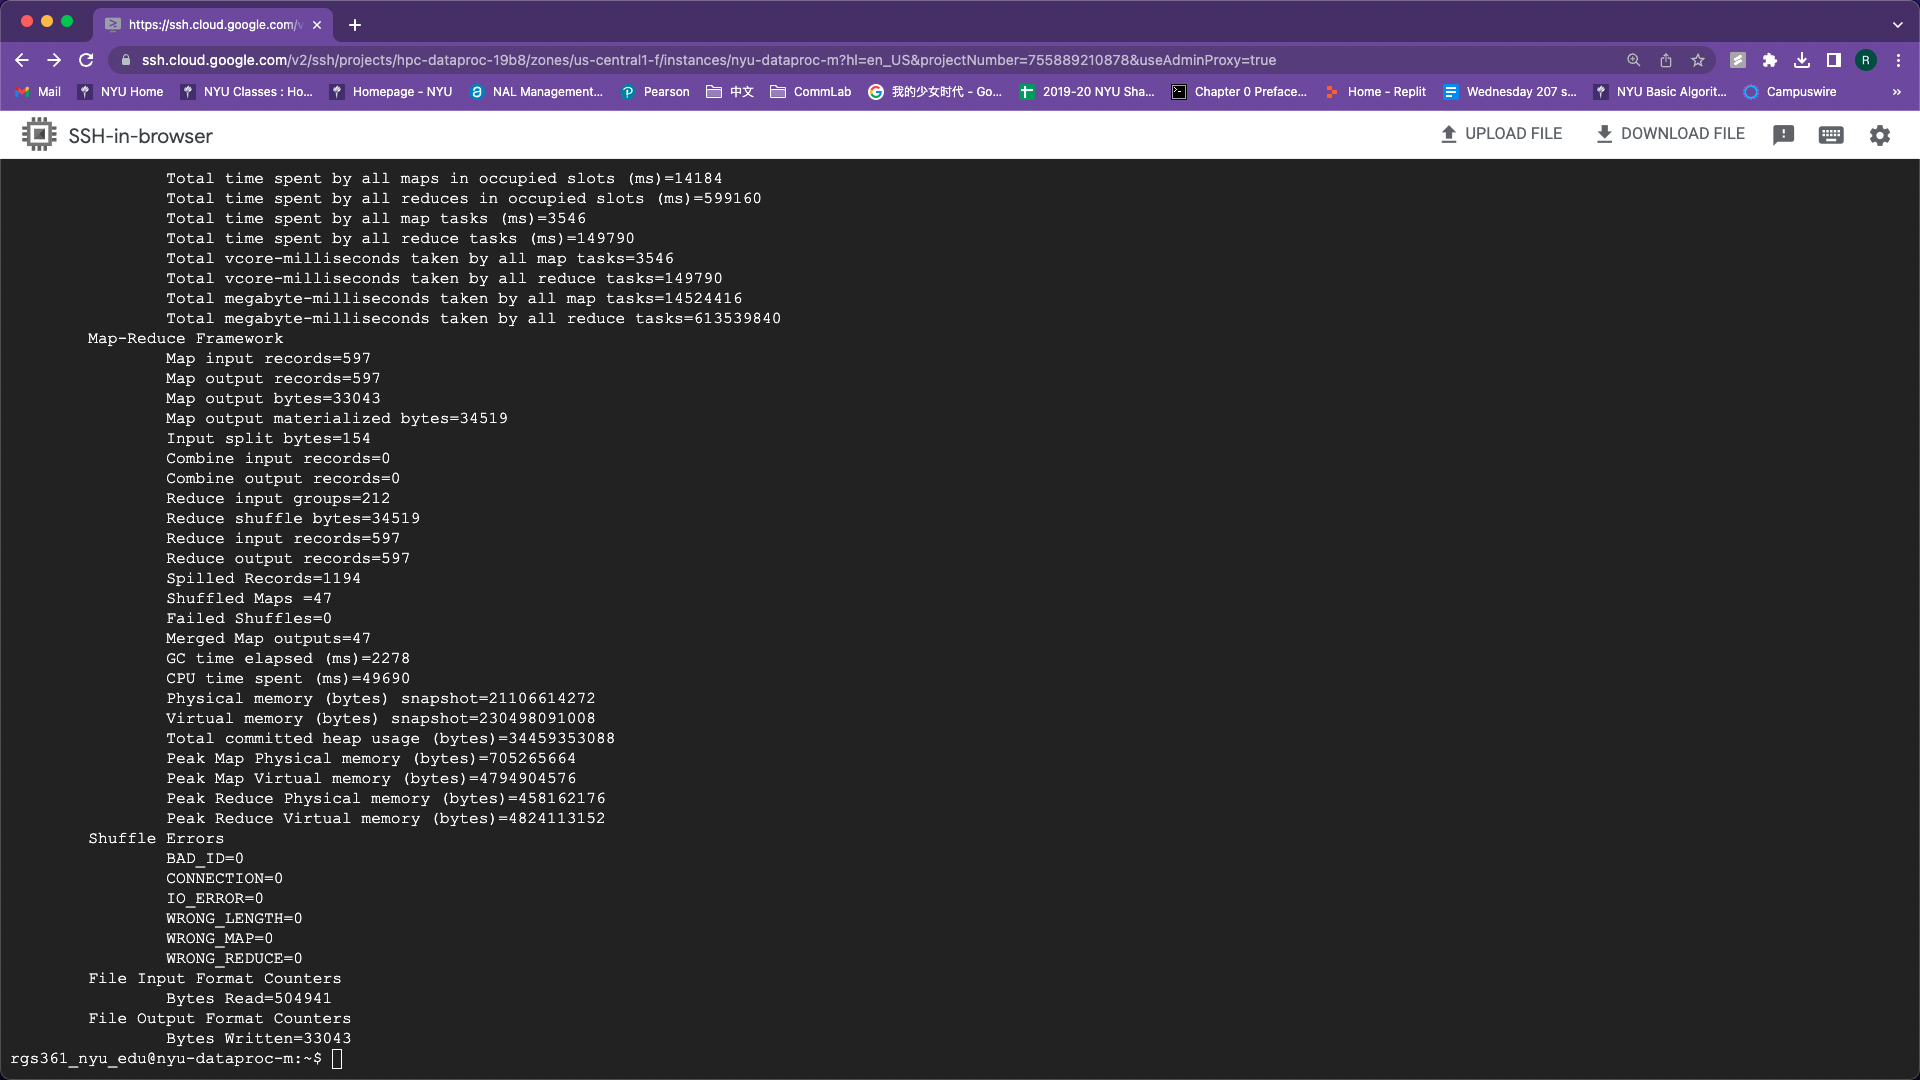 https://ssh.cloud.google.com/v
ssh.cloud.google.com/v2/ssh/projects/hpc-dataproc-19b8/zones/us-central1-f/instances/nyu-dataproc-m?hl=en_US&projectNumber=755889210878&useAdminProxy=true
R
Mail NYU Home NYU Classes : Ho... Homepage - NYU NAL Management... Pearson 中文 CommLab 我的少女时代 - Go... 2019-20 NYU Sha... Chapter 0 Preface... Home - Replit Wednesday 207 s... NYU Basic Algorit... Campuswire »
SSH-in-browser UPLOAD FILE DOWNLOAD FILE
Total time spent by all maps in occupied slots (ms)=14184
Total time spent by all reduces in occupied slots (ms)=599160
Total time spent by all map tasks (ms)=3546
Total time spent by all reduce tasks (ms)=149790
Total vcore-milliseconds taken by all map tasks=3546
Total vcore-milliseconds taken by all reduce tasks=149790
Total megabyte-milliseconds taken by all map tasks=14524416
Total megabyte-milliseconds taken by all reduce tasks=613539840
Map-Reduce Framework
Map input records=597
Map output records=597
Map output bytes=33043
Map output materialized bytes=34519
Input split bytes=154
Combine input records=0
Combine output records=0
Reduce input groups=212
Reduce shuffle bytes=34519
Reduce input records=597
Reduce output records=597
Spilled Records=1194
Shuffled Maps =47
Failed Shuffles=0
Merged Map outputs=47
GC time elapsed (ms)=2278
CPU time spent (ms)=49690
Physical memory (bytes) snapshot=21106614272
Virtual memory (bytes) snapshot=230498091008
Total committed heap usage (bytes)=34459353088
Peak Map Physical memory (bytes)=705265664
Peak Map Virtual memory (bytes)=4794904576
Peak Reduce Physical memory (bytes)=458162176
Peak Reduce Virtual memory (bytes)=4824113152
Shuffle Errors
BAD_ID=0
CONNECTION=0
IO_ERROR=0
WRONG_LENGTH=0
WRONG_MAP=0
WRONG_REDUCE=0
File Input Format Counters
Bytes Read=504941
File Output Format Counters
Bytes Written=33043
rgs361_nyu_edu@nyu-dataproc-m:~$